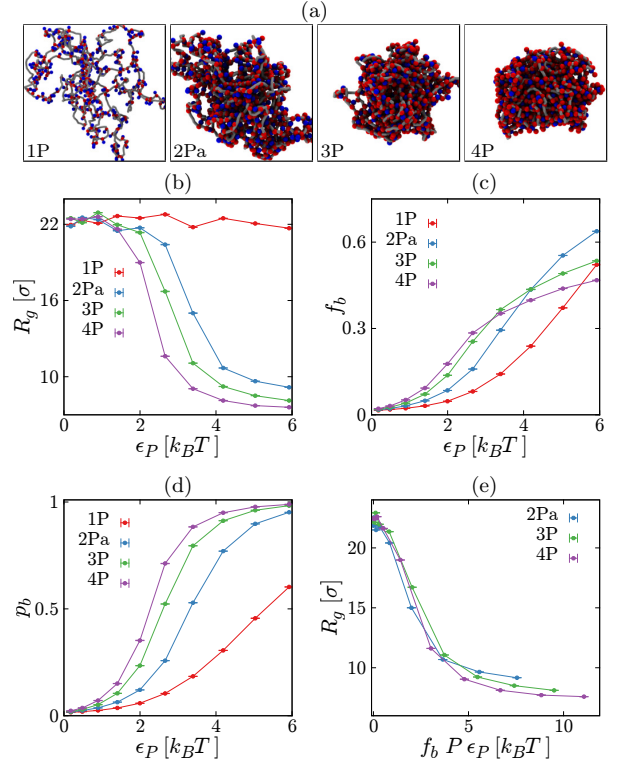 (a)
1P
2Pa
3P
4P
(b)
22
16
10
0
2
4
6
R_g [σ]
ϵ_P [k_BT]
1P
2Pa
3P
4P
(c)
0.6
0.3
0
0
2
4
6
f_b
ϵ_P [k_BT]
1P
2Pa
3P
4P
(d)
1
0.5
0
0
2
4
6
p_b
ϵ_P [k_BT]
1P
2Pa
3P
4P
(e)
22
16
10
0
5
10
R_g [σ]
f_b P ϵ_P [k_BT]
2Pa
3P
4P